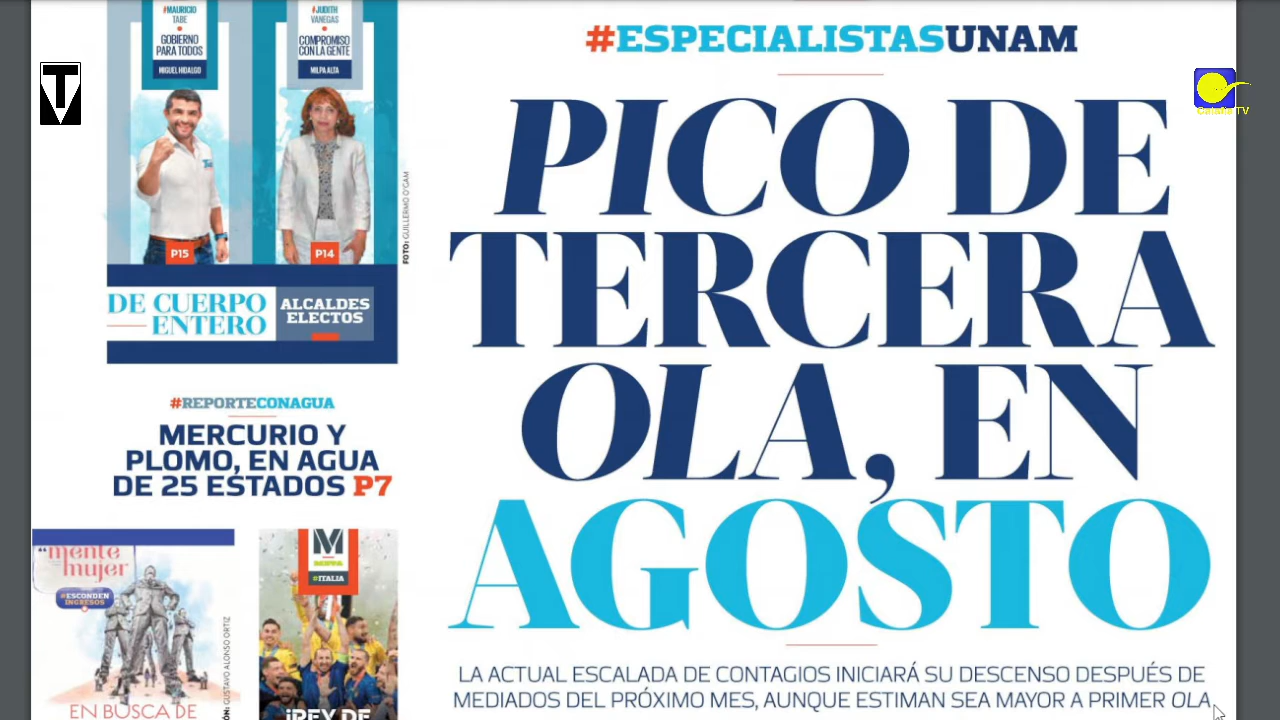 #MAURICIO
TABE
GOBIERNO
PARA TODOS
MIGUEL HIDALGO
#JUDITH
VANEGAS
COMPROMISO
CON LA GENTE
MILPA ALTA
P15
P14
FOTO: GUILLERMO O'GAM
DE CUERPO
ENTERO
ALCALDES
ELECTOS
#REPORTECONAGUA
MERCURIO Y
PLOMO, EN AGUA
DE 25 ESTADOS P7
"mente
mujer
#ESCONDEN
INGRESOS
EN BUSCA DE
GUSTAVO ALONSO ORTIZ
M
META
#ITALIA
¡REY DE
#ESPECIALISTASUNAM
PICO DE
TERCERA
OLA, EN
AGOSTO
LA ACTUAL ESCALADA DE CONTAGIOS INICIARÁ SU DESCENSO DESPUÉS DE
MEDIADOS DEL PRÓXIMO MES, AUNQUE ESTIMAN SEA MAYOR A PRIMER OLA
TV